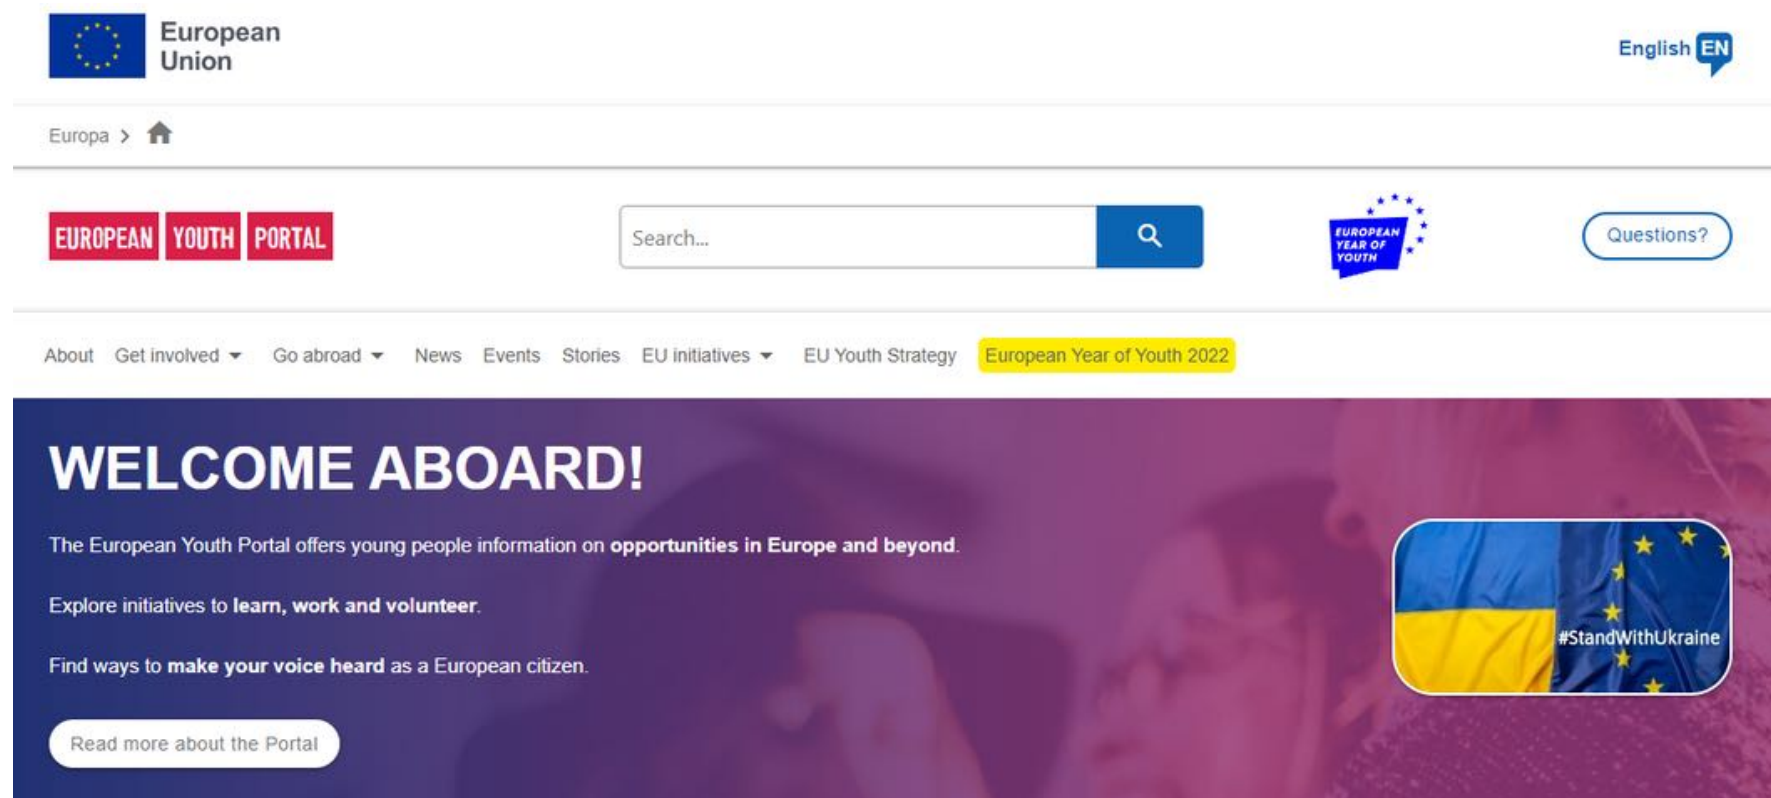 European
Union
English EN
Europa >
EUROPEAN YOUTH PORTAL
Search...
EUROPEAN
YEAR OF
YOUTH
Questions?
About Get involved Go abroad News Events Stories EU initiatives EU Youth Strategy European Year of Youth 2022
WELCOME ABOARD!
The European Youth Portal offers young people information on opportunities in Europe and beyond.
Explore initiatives to learn, work and volunteer.
#StandWithUkraine
Find ways to make your voice heard as a European citizen.
Read more about the Portal